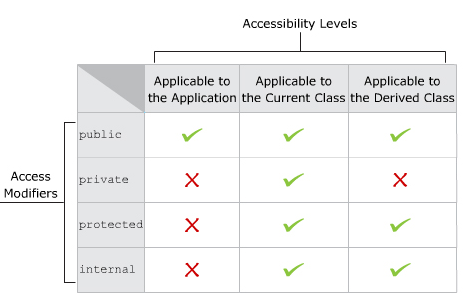 Accessibility Levels
Applicable to Applicable to Applicable to
the Application the Current Class the Derived Class
public
Access
Modifiers
private
protected
internal